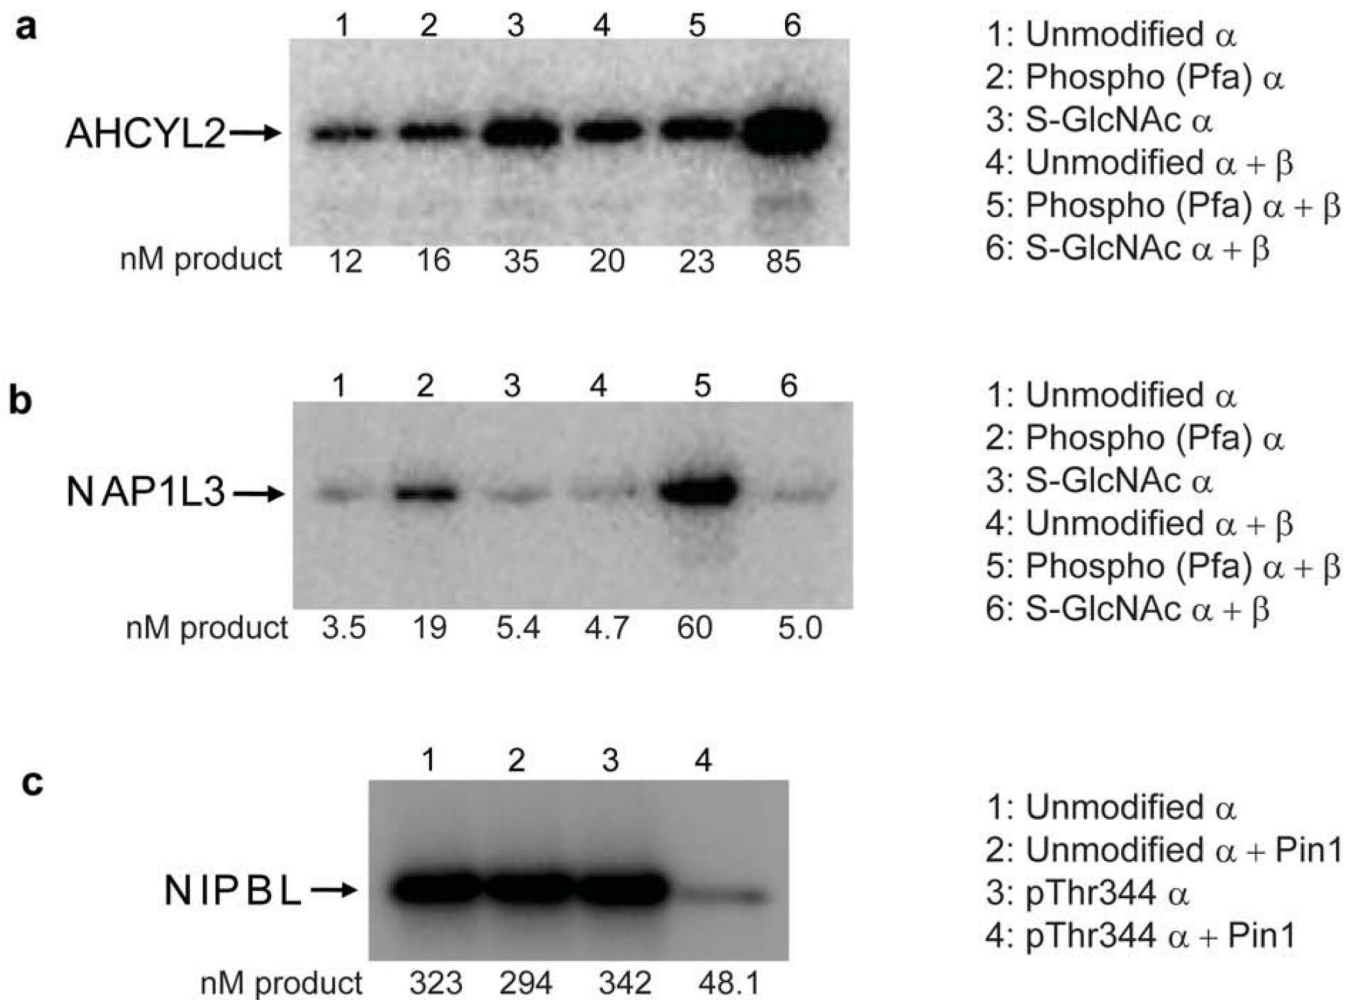 a
1 2 3 4 5 6
AHCYL2
nM product 12 16 35 20 23 85
1: Unmodified α
2: Phospho (Pfa) α
3: S-GlcNAc α
4: Unmodified α + β
5: Phospho (Pfa) α + β
6: S-GlcNAc α + β
b
1 2 3 4 5 6
NAP1L3
nM product 3.5 19 5.4 4.7 60 5.0
1: Unmodified α
2: Phospho (Pfa) α
3: S-GlcNAc α
4: Unmodified α + β
5: Phospho (Pfa) α + β
6: S-GlcNAc α + β
c
1 2 3 4
NIPBL
nM product 323 294 342 48.1
1: Unmodified α
2: Unmodified α + Pin1
3: pThr344 α
4: pThr344 α + Pin1